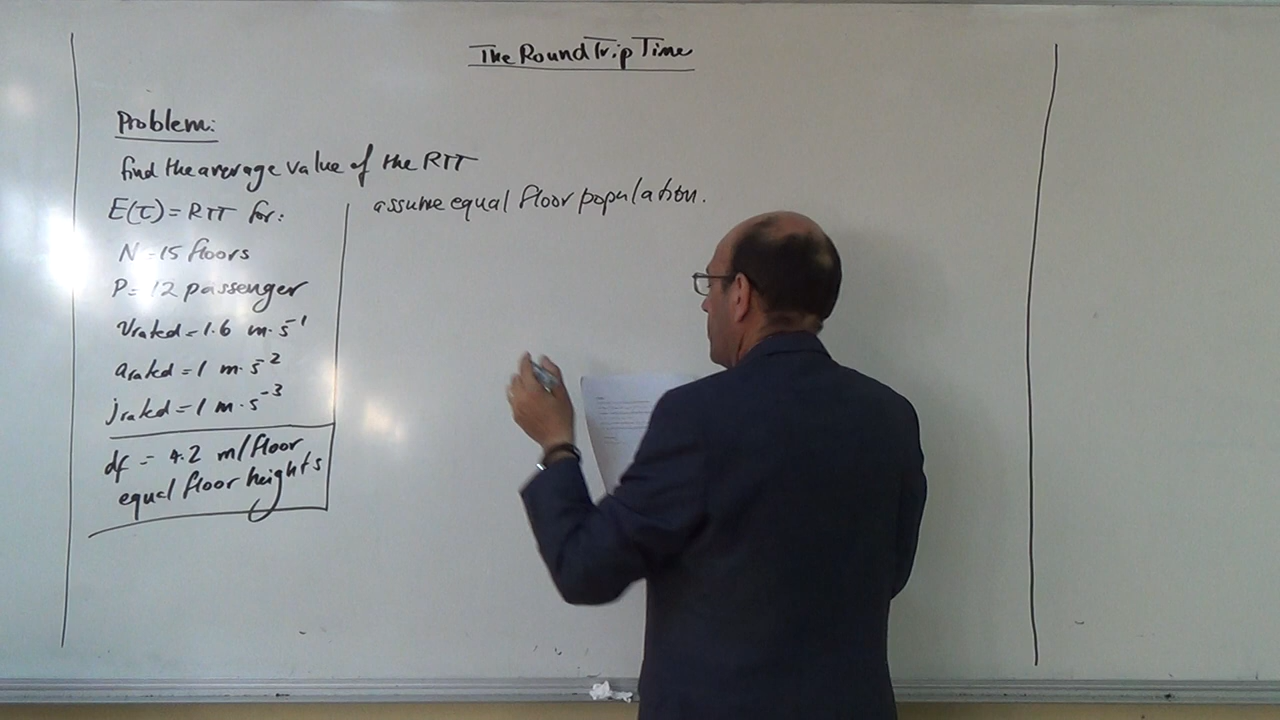 The Round Trip Time
Problem:
find the average value of the RTT
E(τ) = RTT for:
assume equal floor population.
N = 15 floors
P = 12 passenger
vrated = 1.6 m·s⁻¹
arated = 1 m·s⁻²
jrated = 1 m·s⁻³
df = 4.2 m/floor
equal floor heights